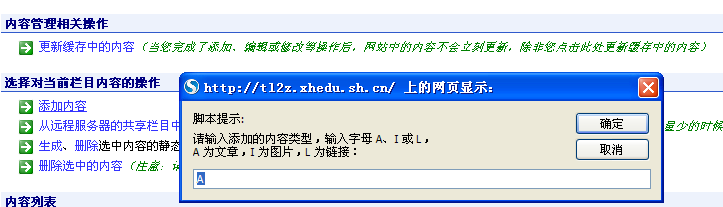 内容管理相关操作
更新缓存中的内容（当您完成了添加、编辑或修改等操作后，网站中的内容不会立刻更新，除非您点击此处更新缓存中的内容）
选择对当前栏目内容的操作
添加内容
从远程服务器的共享栏目中
量少的时候
生成、删除选中内容的静态
删除选中的内容（注意：请
内容列表
http://tl2z.xhedu.sh.cn/ 上的网页显示：
脚本提示:
请输入添加的内容类型，输入字母 A、I 或 L，
A 为文章，I 为图片，L 为链接：
确定
取消
A